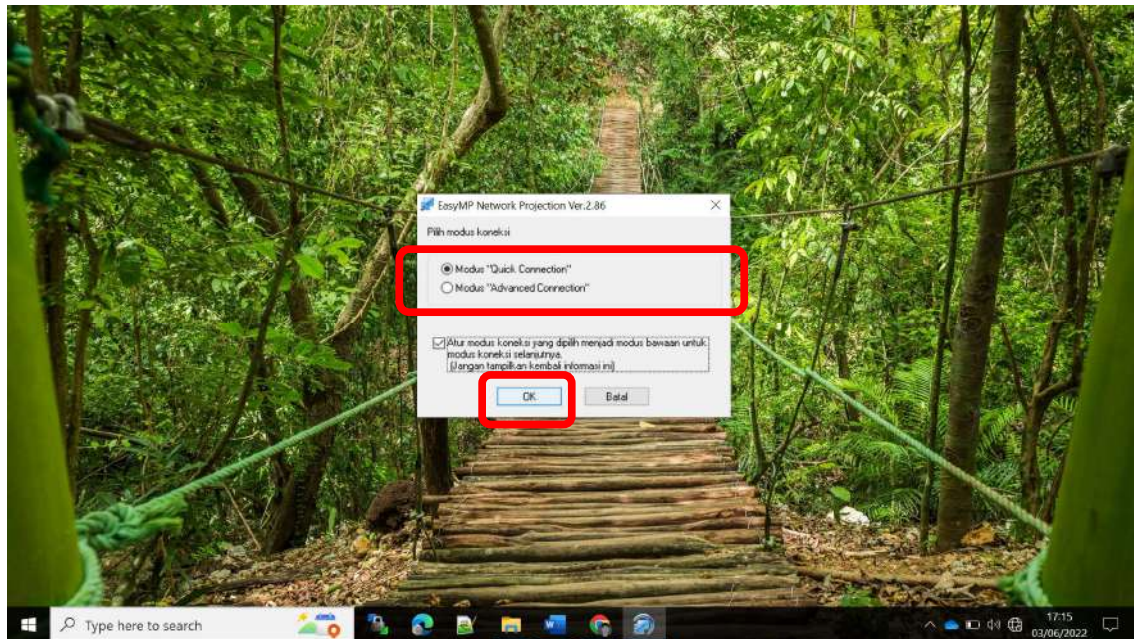 EasyMP Network Projection Ver.2.86
Pilih modus koneksi
Modus "Quick Connection"
Modus "Advanced Connection"
Atur modus koneksi yang dipilih menjadi modus bawaan untuk
modus koneksi selanjutnya.
(Jangan tampilkan kembali informasi ini)
OK
Batal
Type here to search
17:15
03/06/2022